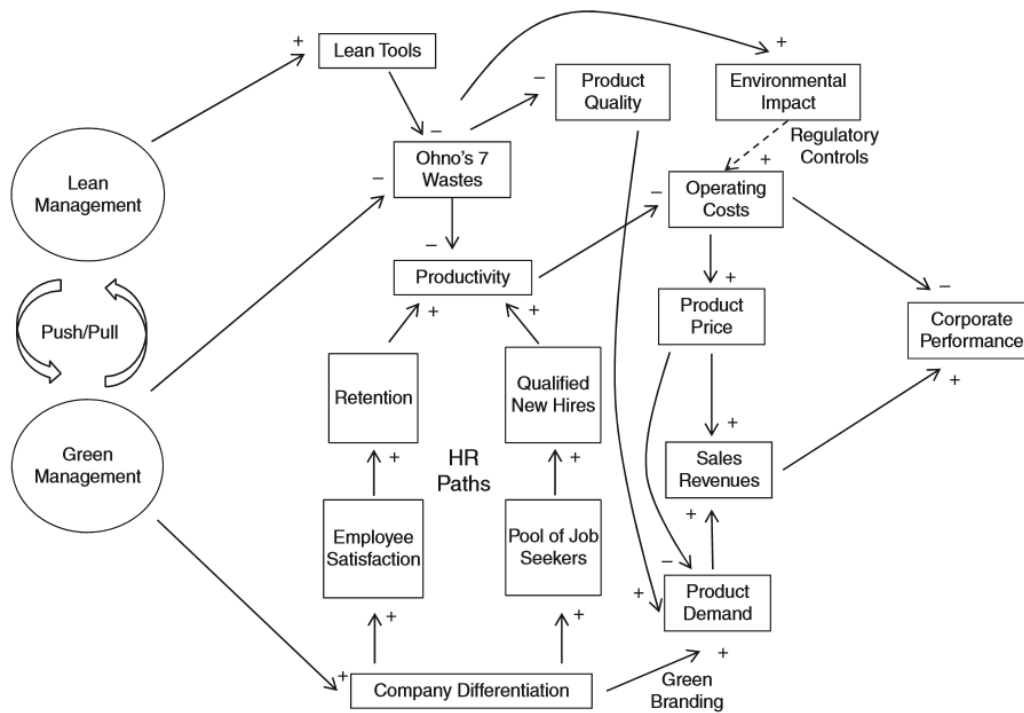 +
Lean Tools
+
–
Product
Quality
Environmental
Impact
Regulatory
Controls
–
Ohno's 7
Wastes
–
Lean
Management
+
–
Operating
Costs
–
Productivity
+
–
Push/Pull
+
+
Product
Price
Corporate
Performance
Retention
Qualified
New Hires
+
+
Green
Management
+
HR
Paths
+
Sales
Revenues
+
Employee
Satisfaction
Pool of Job
Seekers
–
+
Product
Demand
+
+
+
Company Differentiation
+
Green
Branding